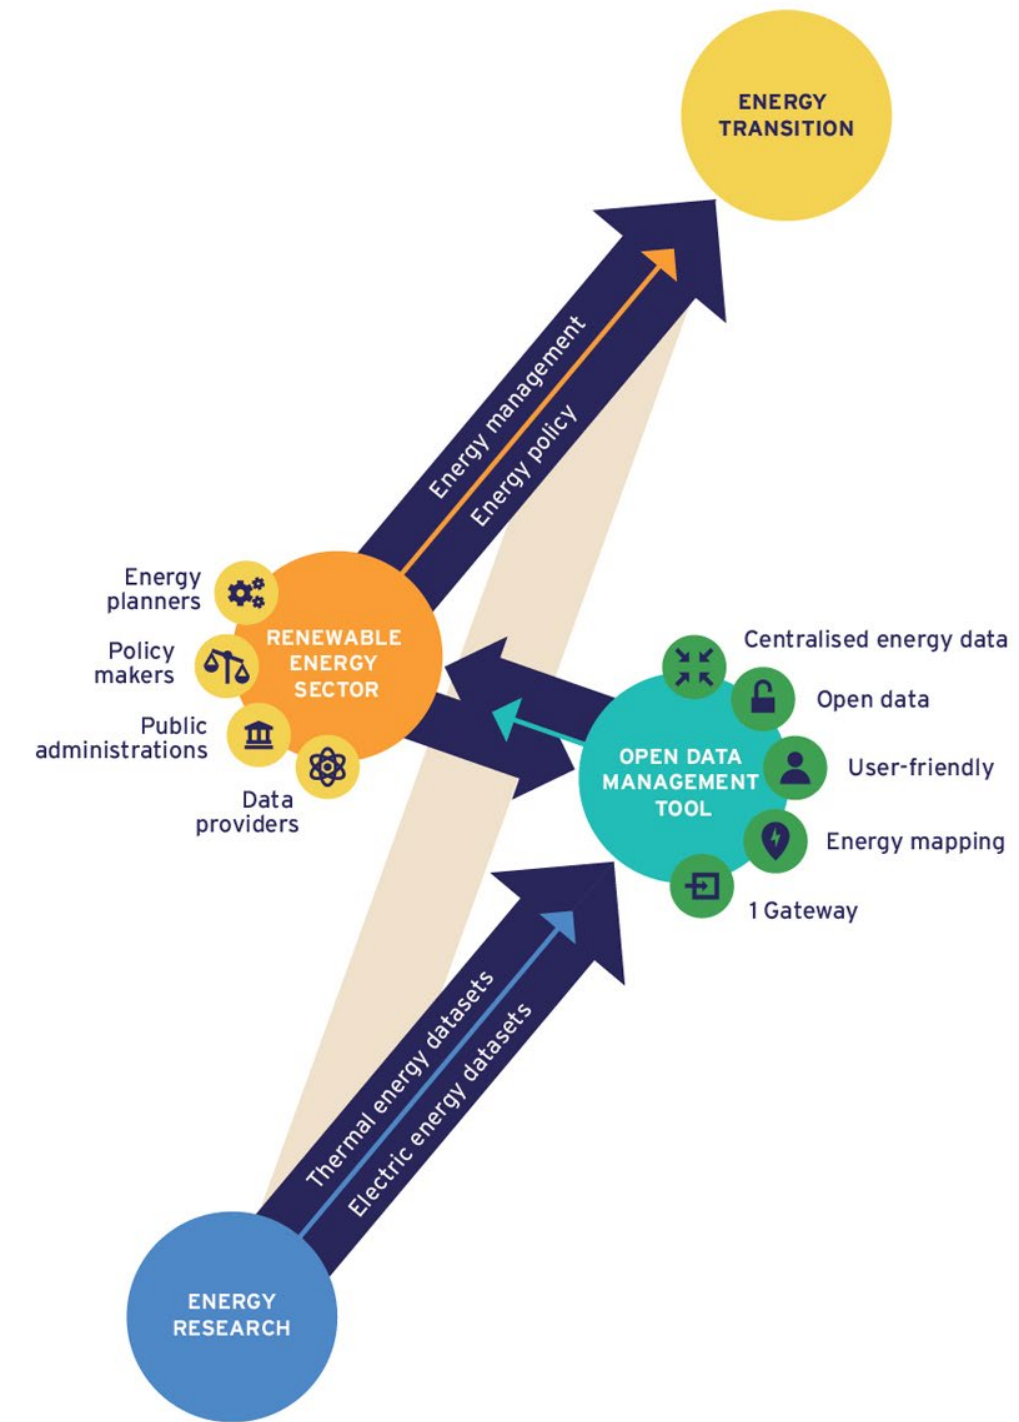 ENERGY
TRANSITION
Energy management
Energy policy
Energy
planners
Policy
makers
Public
administrations
Data
providers
RENEWABLE
ENERGY
SECTOR
Centralised energy data
Open data
User-friendly
Energy mapping
1 Gateway
OPEN DATA
MANAGEMENT
TOOL
Thermal energy datasets
Electric energy datasets
ENERGY
RESEARCH